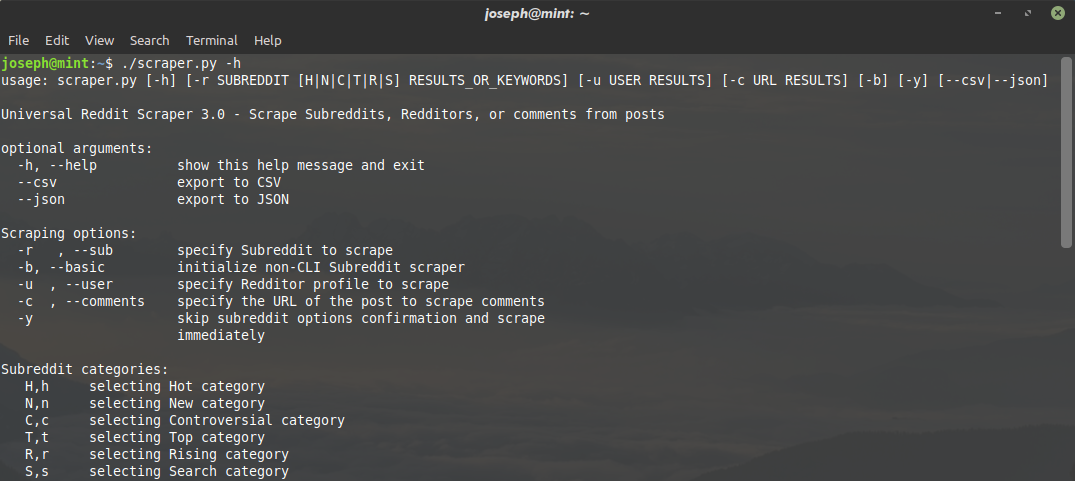 joseph@mint: ~
File Edit View Search Terminal Help
joseph@mint:~$ ./scraper.py -h
usage: scraper.py [-h] [-r SUBREDDIT [H|N|C|T|R|S] RESULTS_OR_KEYWORDS] [-u USER RESULTS] [-c URL RESULTS] [-b] [-y] [--csv|--json]
Universal Reddit Scraper 3.0 - Scrape Subreddits, Redditors, or comments from posts
optional arguments:
-h, --help show this help message and exit
--csv export to CSV
--json export to JSON
Scraping options:
-r , --sub specify Subreddit to scrape
-b, --basic initialize non-CLI Subreddit scraper
-u , --user specify Redditor profile to scrape
-c , --comments specify the URL of the post to scrape comments
-y skip subreddit options confirmation and scrape
immediately
Subreddit categories:
H,h selecting Hot category
N,n selecting New category
C,c selecting Controversial category
T,t selecting Top category
R,r selecting Rising category
S,s selecting Search category